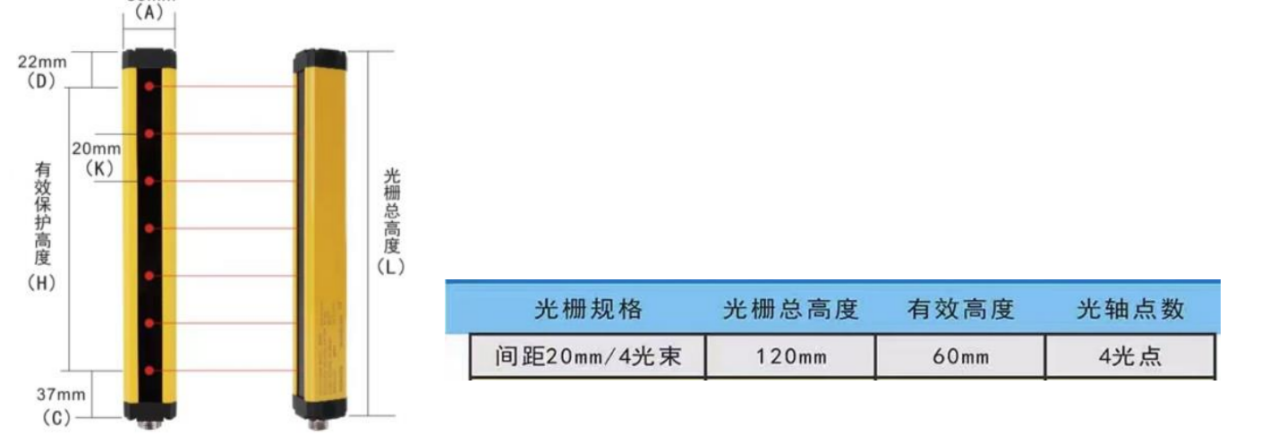 (A)
22mm
(D)
20mm
(K)
有效保护高度
(H)
光栅总高度
(L)
37mm
(C)
光栅规格 光栅总高度 有效高度 光轴点数
间距20mm/4光束 120mm 60mm 4光点